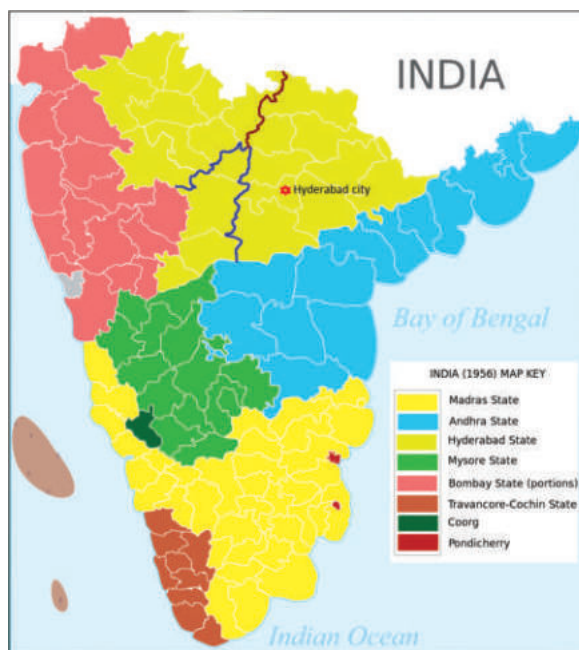 INDIA
Hyderabad city
Bay of Bengal
INDIA (1956) MAP KEY
Madras State
Andhra State
Hyderabad State
Mysore State
Bombay State (portions)
Travancore-Cochin State
Coorg
Pondicherry
Indian Ocean